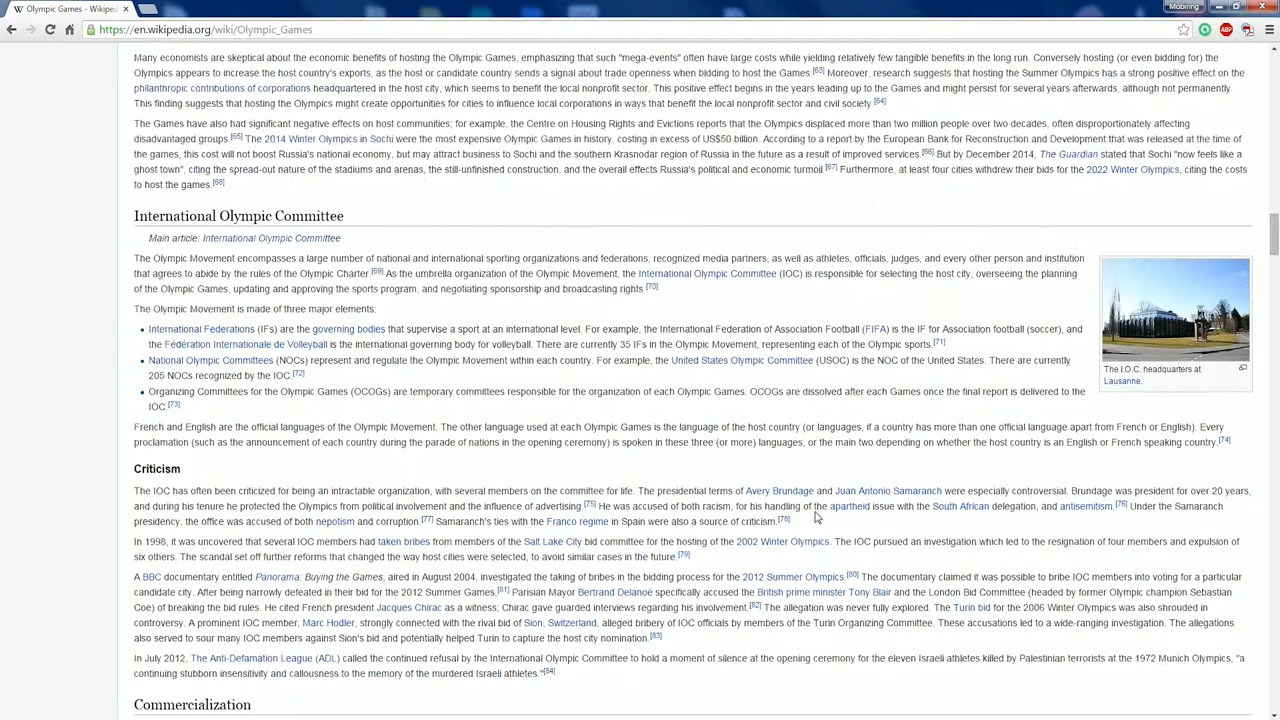 Olympic Games - Wikiped
Mobiring
https://en.wikipedia.org/wiki/Olympic_Games
ABP
Many economists are skeptical about the economic benefits of hosting the Olympic Games, emphasizing that such "mega-events" often have large costs while yielding relatively few tangible benefits in the long run. Conversely hosting (or even bidding for) the
Olympics appears to increase the host country's exports, as the host or candidate country sends a signal about trade openness when bidding to host the Games.[63] Moreover, research suggests that hosting the Summer Olympics has a strong positive effect on the
philanthropic contributions of corporations headquartered in the host city, which seems to benefit the local nonprofit sector. This positive effect begins in the years leading up to the Games and might persist for several years afterwards, although not permanently.
This finding suggests that hosting the Olympics might create opportunities for cities to influence local corporations in ways that benefit the local nonprofit sector and civil society.[64]
The Games have also had significant negative effects on host communities; for example, the Centre on Housing Rights and Evictions reports that the Olympics displaced more than two million people over two decades, often disproportionately affecting
disadvantaged groups.[65] The 2014 Winter Olympics in Sochi were the most expensive Olympic Games in history, costing in excess of US$50 billion. According to a report by the European Bank for Reconstruction and Development that was released at the time of
the games, this cost will not boost Russia's national economy, but may attract business to Sochi and the southern Krasnodar region of Russia in the future as a result of improved services.[66] But by December 2014, The Guardian stated that Sochi "now feels like a
ghost town", citing the spread-out nature of the stadiums and arenas, the still-unfinished construction, and the overall effects Russia's political and economic turmoil.[67] Furthermore, at least four cities withdrew their bids for the 2022 Winter Olympics, citing the costs
to host the games.[68]
International Olympic Committee
Main article: International Olympic Committee
The Olympic Movement encompasses a large number of national and international sporting organizations and federations, recognized media partners, as well as athletes, officials, judges, and every other person and institution
that agrees to abide by the rules of the Olympic Charter.[69] As the umbrella organization of the Olympic Movement, the International Olympic Committee (IOC) is responsible for selecting the host city, overseeing the planning
of the Olympic Games, updating and approving the sports program, and negotiating sponsorship and broadcasting rights.[70]
The Olympic Movement is made of three major elements:
• International Federations (IFs) are the governing bodies that supervise a sport at an international level. For example, the International Federation of Association Football (FIFA) is the IF for Association football (soccer), and
the Fédération Internationale de Volleyball is the international governing body for volleyball. There are currently 35 IFs in the Olympic Movement, representing each of the Olympic sports.[71]
• National Olympic Committees (NOCs) represent and regulate the Olympic Movement within each country. For example, the United States Olympic Committee (USOC) is the NOC of the United States. There are currently
205 NOCs recognized by the IOC.[72]
• Organizing Committees for the Olympic Games (OCOGs) are temporary committees responsible for the organization of each Olympic Games. OCOGs are dissolved after each Games once the final report is delivered to the
IOC.[73]
The I.O.C. headquarters at
Lausanne.
French and English are the official languages of the Olympic Movement. The other language used at each Olympic Games is the language of the host country (or languages, if a country has more than one official language apart from French or English). Every
proclamation (such as the announcement of each country during the parade of nations in the opening ceremony) is spoken in these three (or more) languages, or the main two depending on whether the host country is an English or French speaking country.[74]
Criticism
The IOC has often been criticized for being an intractable organization, with several members on the committee for life. The presidential terms of Avery Brundage and Juan Antonio Samaranch were especially controversial. Brundage was president for over 20 years,
and during his tenure he protected the Olympics from political involvement and the influence of advertising.[75] He was accused of both racism, for his handling of the apartheid issue with the South African delegation, and antisemitism.[76] Under the Samaranch
presidency, the office was accused of both nepotism and corruption.[77] Samaranch's ties with the Franco regime in Spain were also a source of criticism.[78]
In 1998, it was uncovered that several IOC members had taken bribes from members of the Salt Lake City bid committee for the hosting of the 2002 Winter Olympics. The IOC pursued an investigation which led to the resignation of four members and expulsion of
six others. The scandal set off further reforms that changed the way host cities were selected, to avoid similar cases in the future.[79]
A BBC documentary entitled Panorama: Buying the Games, aired in August 2004, investigated the taking of bribes in the bidding process for the 2012 Summer Olympics.[80] The documentary claimed it was possible to bribe IOC members into voting for a particular
candidate city. After being narrowly defeated in their bid for the 2012 Summer Games,[81] Parisian Mayor Bertrand Delanoë specifically accused the British prime minister Tony Blair and the London Bid Committee (headed by former Olympic champion Sebastian
Coe) of breaking the bid rules. He cited French president Jacques Chirac as a witness; Chirac gave guarded interviews regarding his involvement.[82] The allegation was never fully explored. The Turin bid for the 2006 Winter Olympics was also shrouded in
controversy. A prominent IOC member, Marc Hodler, strongly connected with the rival bid of Sion, Switzerland, alleged bribery of IOC officials by members of the Turin Organizing Committee. These accusations led to a wide-ranging investigation. The allegations
also served to sour many IOC members against Sion's bid and potentially helped Turin to capture the host city nomination.[83]
In July 2012, The Anti-Defamation League (ADL) called the continued refusal by the International Olympic Committee to hold a moment of silence at the opening ceremony for the eleven Israeli athletes killed by Palestinian terrorists at the 1972 Munich Olympics, "a
continuing stubborn insensitivity and callousness to the memory of the murdered Israeli athletes."[84]
Commercialization